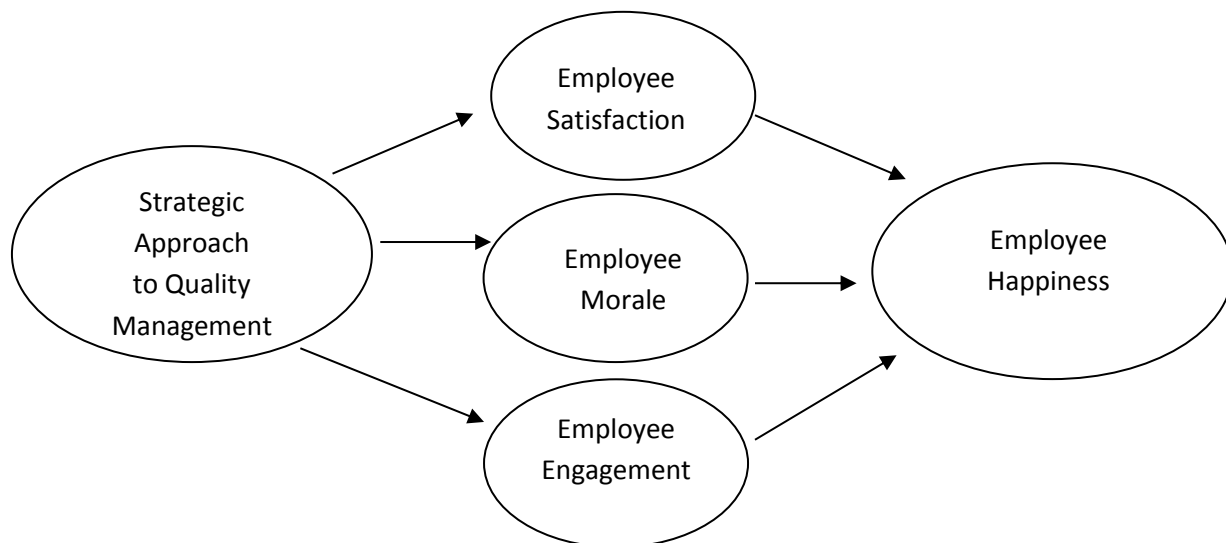 Employee
Satisfaction
Strategic
Approach
to Quality
Management
Employee
Morale
Employee
Happiness
Employee
Engagement